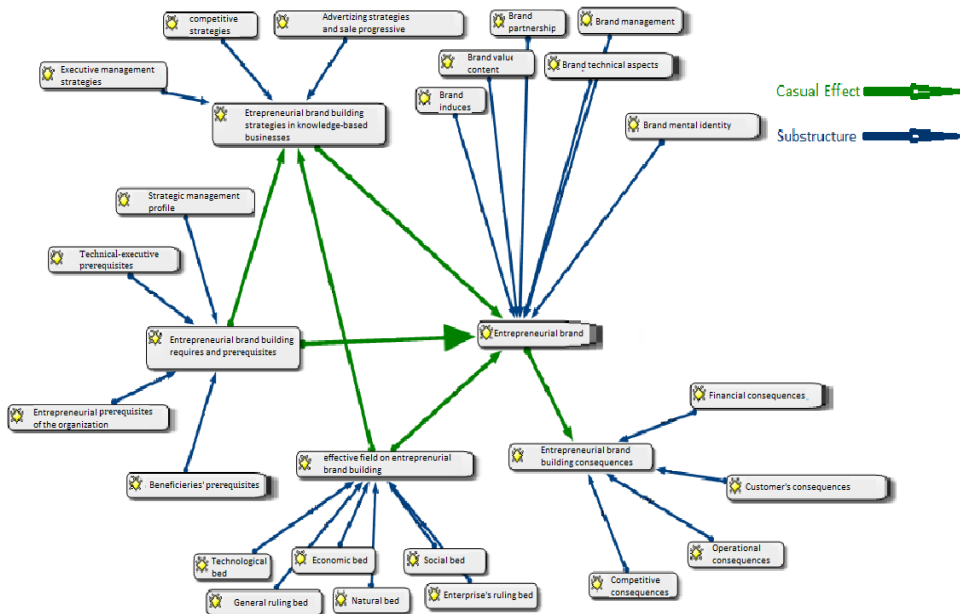 competitive
strategies
Advertizing strategies
and sale progressive
Brand
partnership
Brand management
Executive management
strategies
Brand value
content
Brand technical aspects
Brand
induces
Casual Effect
Etrepreneurial brand building
strategies in knowledge-based
businesses
Brand mental identity
Substructure
Strategic management
profile
Technical-executive
prerequisites
Entrepreneurial brand building
requires and prerequisites
Entrepreneurial brand
Entrepreneurial prerequisites
of the organization
Financial consequences
effective field on entreprenurial
brand building
Entrepreneurial brand
building consequences
Beneficieries' prerequisites
Customer's consequences
Technological
bed
Economic bed
Social bed
Operational
consequences
General ruling bed
Natural bed
Enterprise's ruling bed
Competitive
consequences